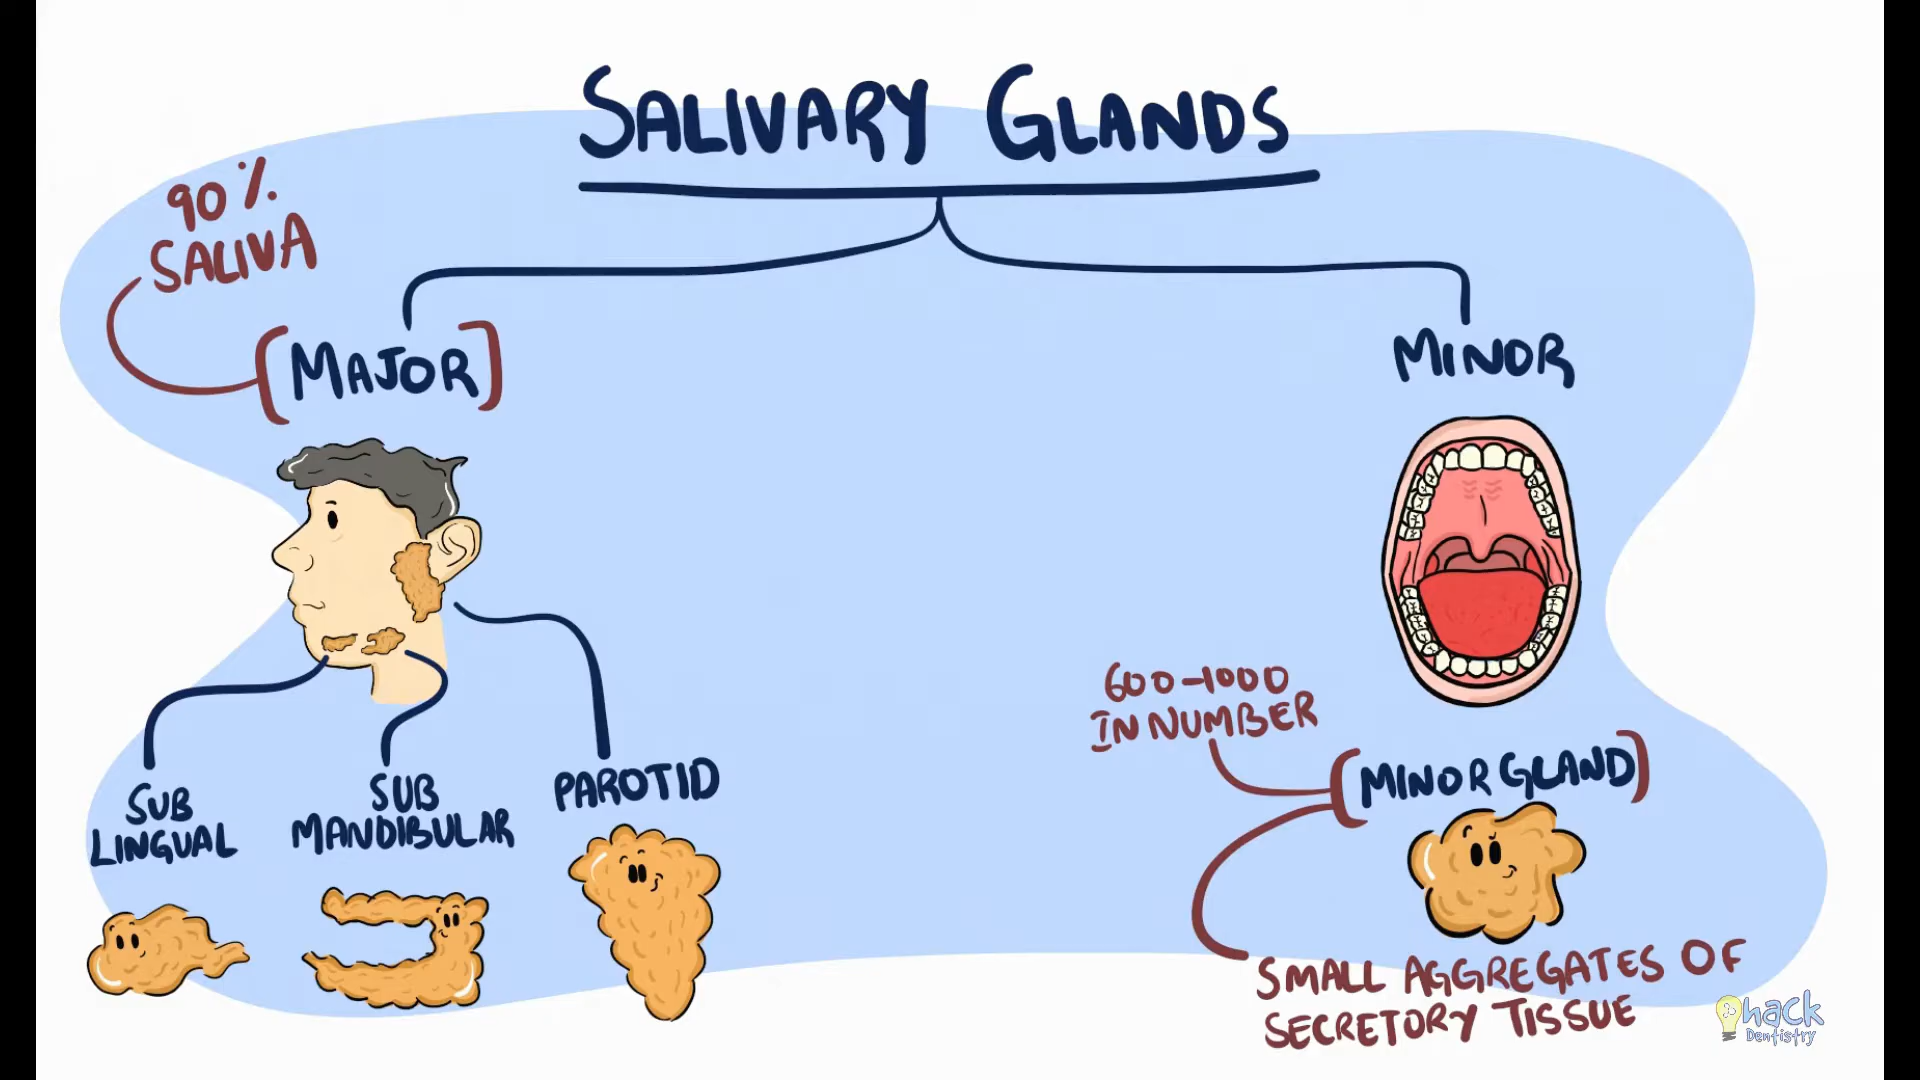 SALIVARY GLANDS
90%
SALIVA
[MAJOR]
MINOR
SUB
LINGUAL
SUB
MANDIBULAR
PAROTID
600-1000
IN NUMBER
[MINOR GLAND]
SMALL AGGREGATES OF
SECRETORY TISSUE
hack
Dentistry